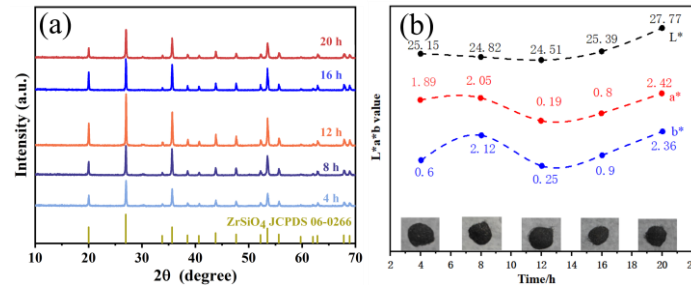 (a)
20 h
16 h
12 h
8 h
4 h
ZrSiO4 JCPDS 06-0266
Intensity (a.u.)
10 20 30 40 50 60 70
2θ (degree)
(b)
25.15 24.82 24.51 25.39 27.77
L*
1.89 2.05 0.19 0.8 2.42
a*
0.6 2.12 0.25 0.9 2.36
b*
L*a*b value
2 4 6 8 10 12 14 16 18 20 22
Time/h